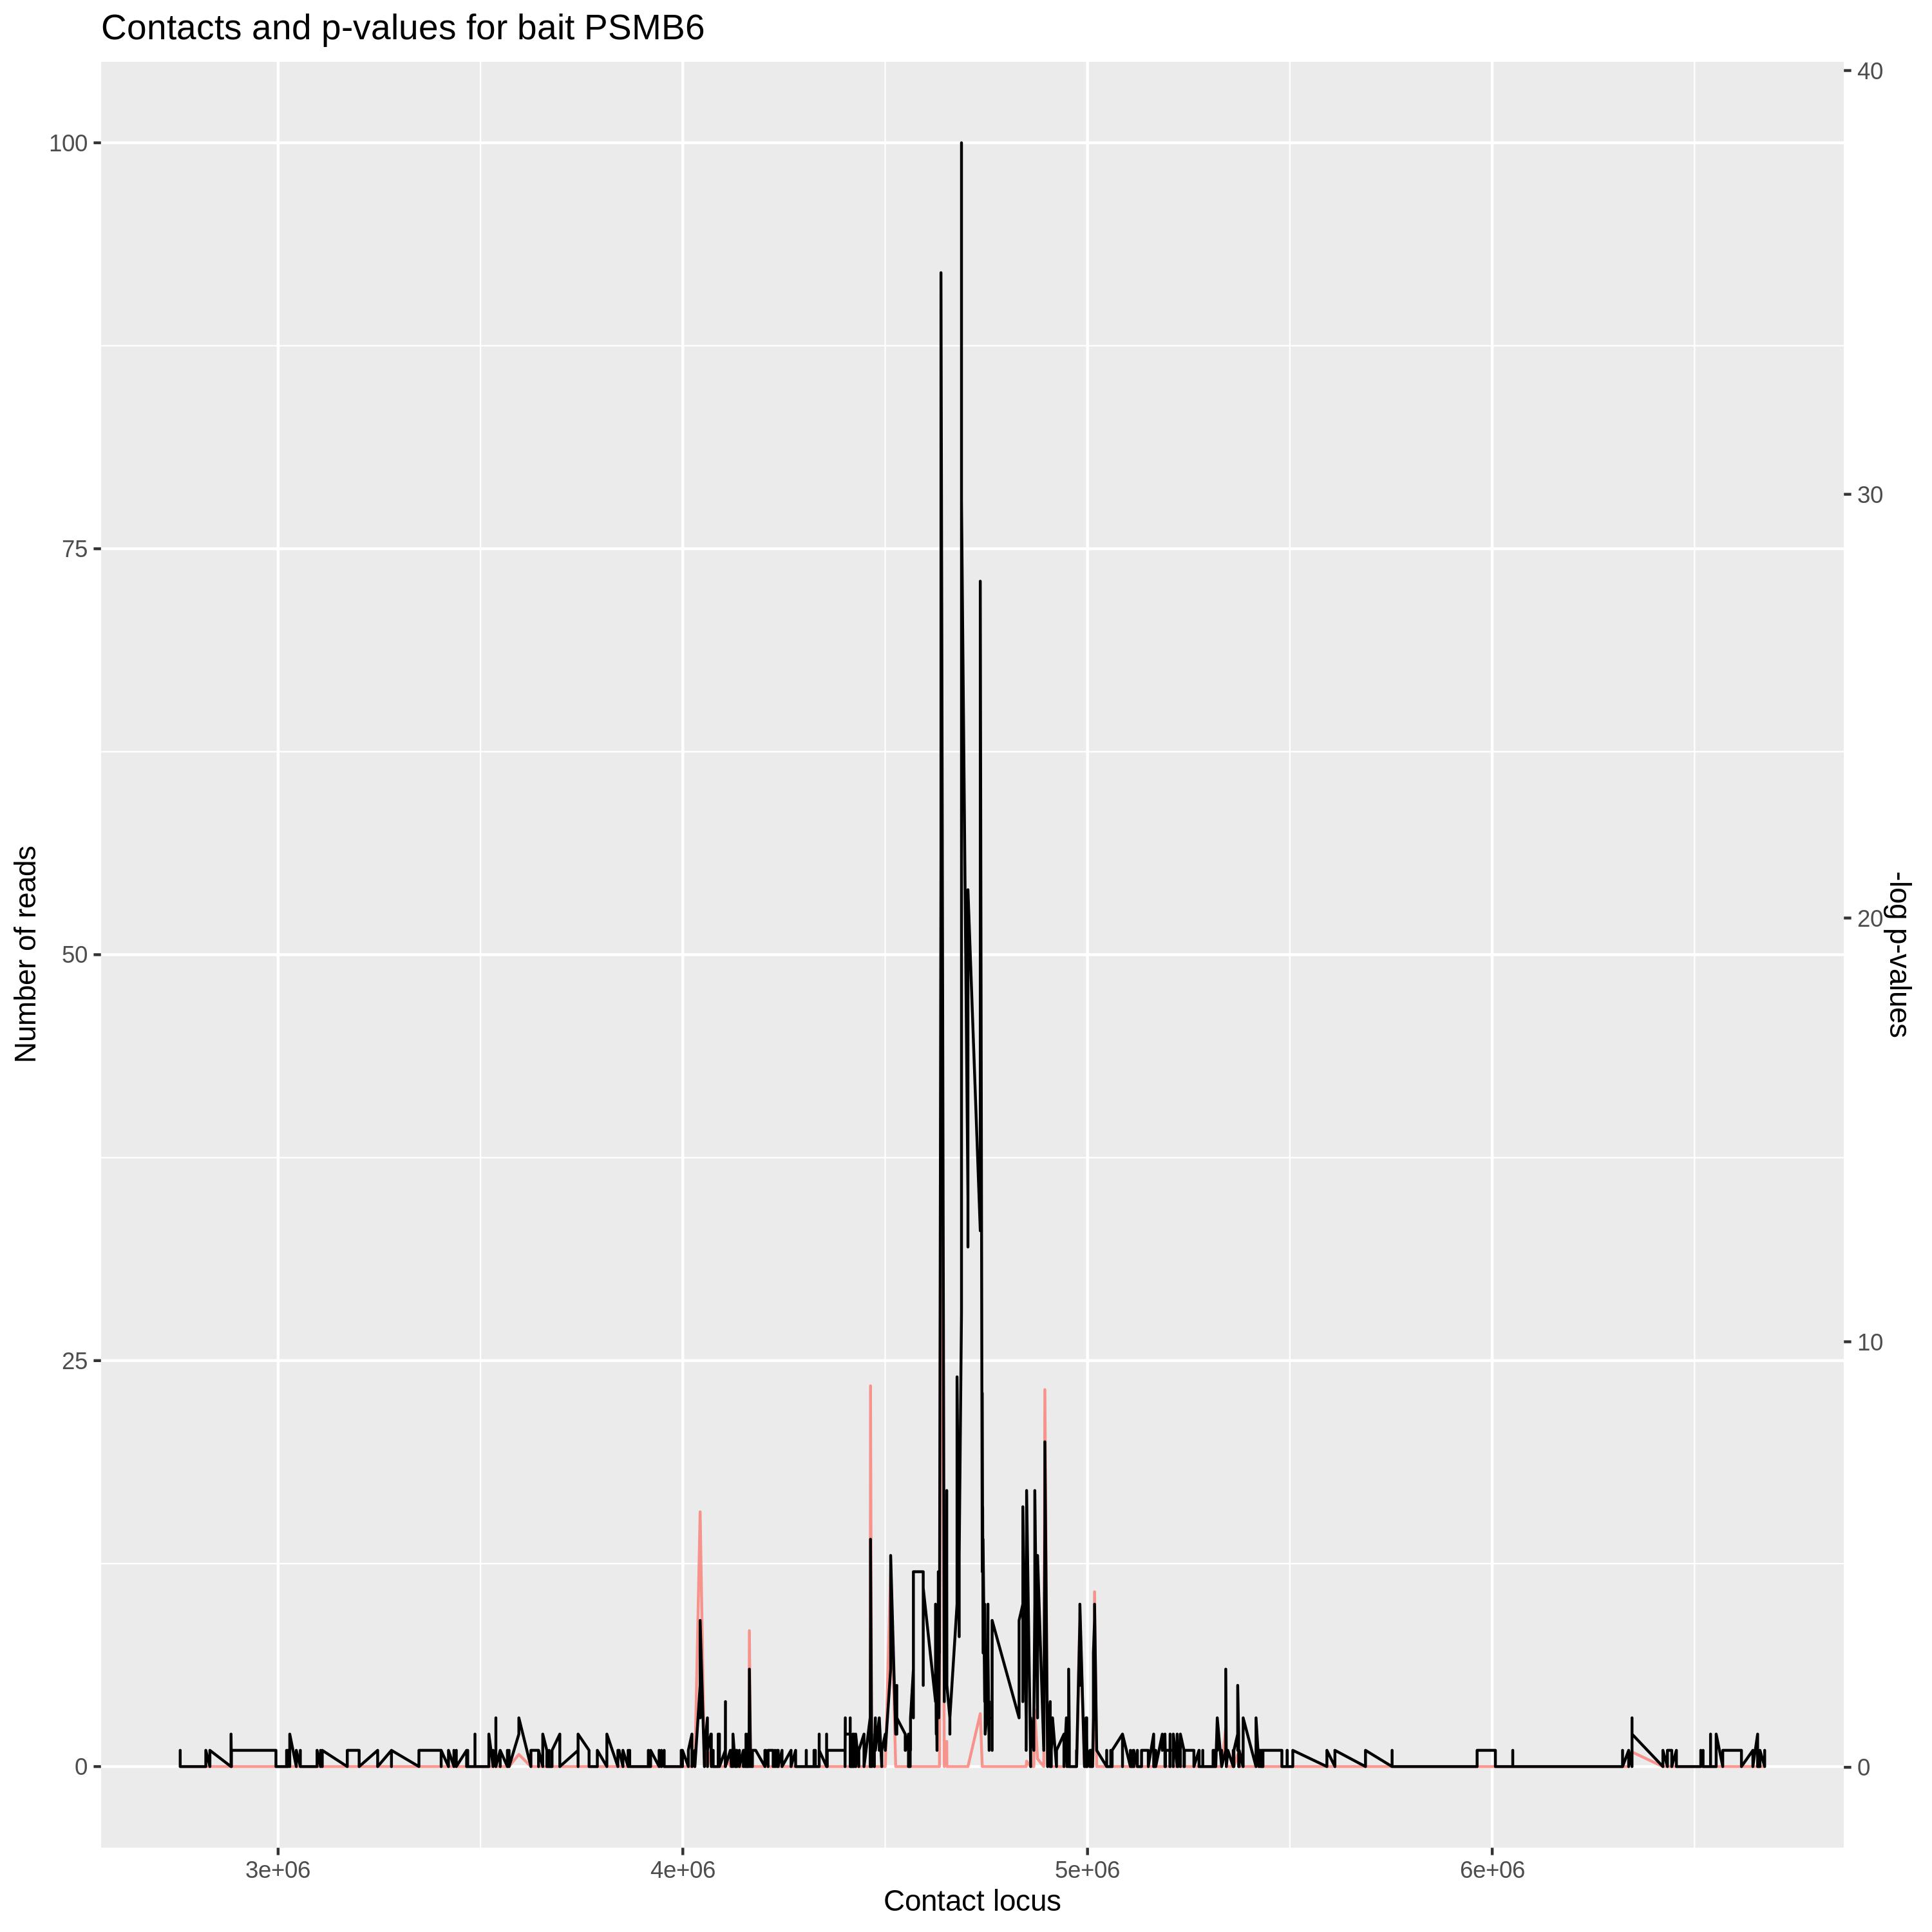 Contacts and p-values for bait PSMB6
100
75
50
25
0
Number of reads
40
30
20
10
0
-log p-values
3e+06
4e+06
5e+06
6e+06
Contact locus